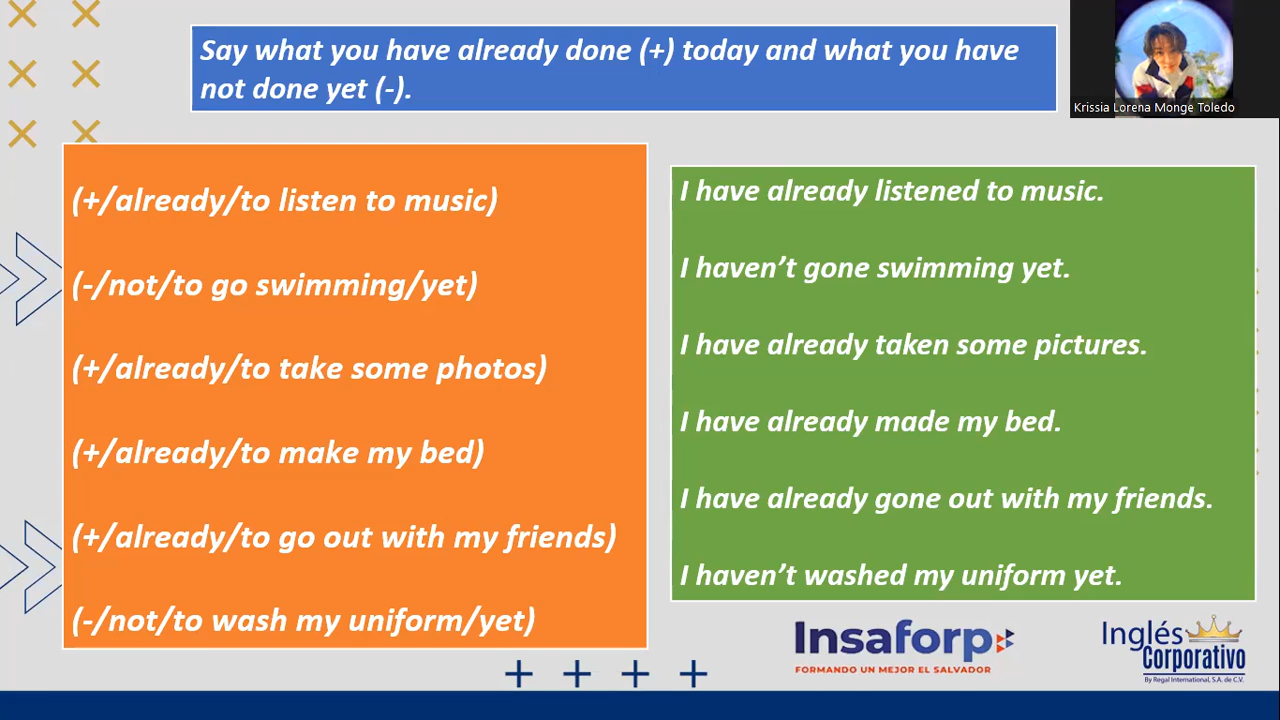 Say what you have already done (+) today and what you have
not done yet (-).
Krissia Lorena Monge Toledo
(+/already/to listen to music)
(-/not/to go swimming/yet)
(+/already/to take some photos)
(+/already/to make my bed)
(+/already/to go out with my friends)
(-/not/to wash my uniform/yet)
I have already listened to music.
I haven’t gone swimming yet.
I have already taken some pictures.
I have already made my bed.
I have already gone out with my friends.
I haven’t washed my uniform yet.
Insaforp
FORMANDO UN MEJOR EL SALVADOR
Inglés
Corporativo
By Regal International, S.A. de C.V.